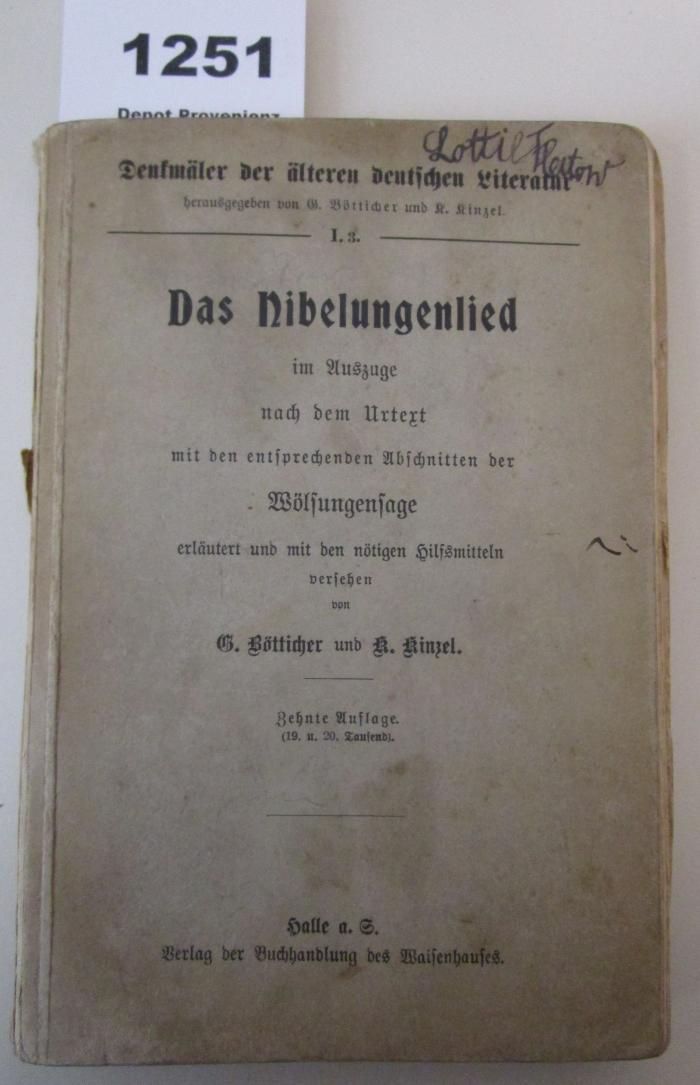 1251
Depot Provenienz
Lottie
Denkmäler der älteren deutschen Literatur
herausgegeben von G. Bötticher und K. Kinzel.
I. 3.
Das Nibelungenlied
im Auszuge
nach dem Urtext
mit den entsprechenden Abschnitten der
Wölsungensage
erläutert und mit den nötigen Hilfsmitteln
versehen
von
G. Bötticher und K. Kinzel.
Zehnte Auflage.
(19. u. 20. Tausend).
Halle a. S.
Verlag der Buchhandlung des Waisenhauses.